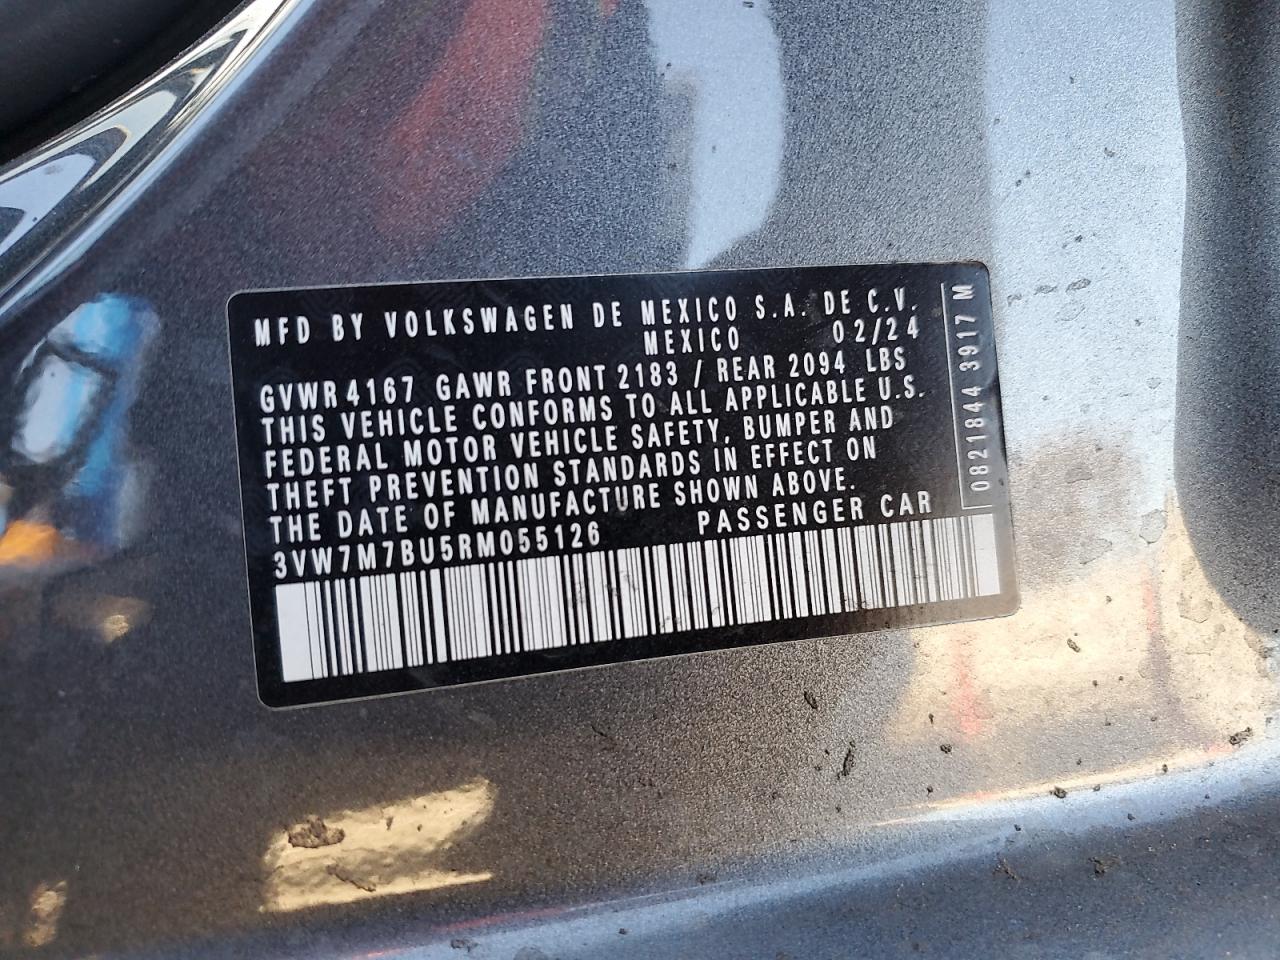 MFD BY VOLKSWAGEN DE MEXICO S.A. DE C.V.
MEXICO 02/24
GVWR 4167 GAWR FRONT 2183 / REAR 2094 LBS
THIS VEHICLE CONFORMS TO ALL APPLICABLE U.S.
FEDERAL MOTOR VEHICLE SAFETY, BUMPER AND
THEFT PREVENTION STANDARDS IN EFFECT ON
THE DATE OF MANUFACTURE SHOWN ABOVE.
3VW7M7BU5RM055126 PASSENGER CAR
0821844 3917 M